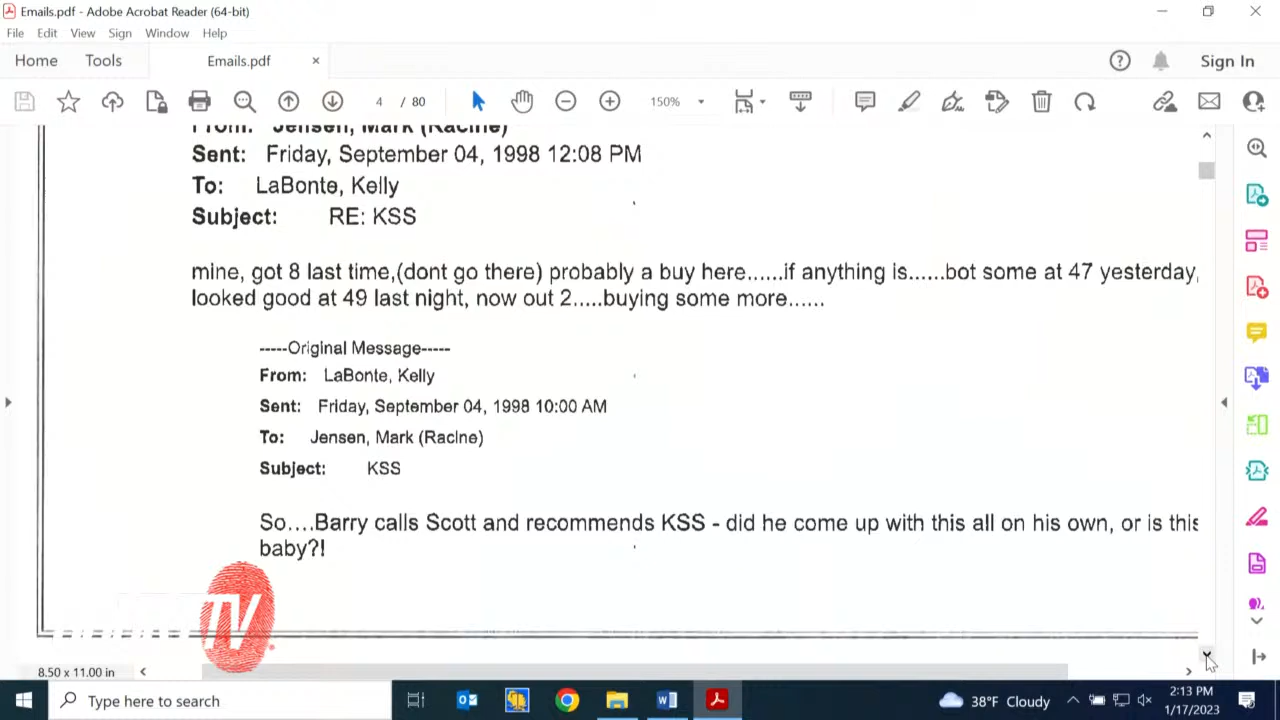 Emails.pdf - Adobe Acrobat Reader (64-bit)
File Edit View Sign Window Help
Home Tools Emails.pdf × Sign In
4 / 80 150%
From: Jensen, Mark (Racine)
Sent: Friday, September 04, 1998 12:08 PM
To: LaBonte, Kelly
Subject: RE: KSS
mine, got 8 last time,(dont go there) probably a buy here......if anything is......bot some at 47 yesterday,
looked good at 49 last night, now out 2.....buying some more......
-----Original Message-----
From: LaBonte, Kelly
Sent: Friday, September 04, 1998 10:00 AM
To: Jensen, Mark (Racine)
Subject: KSS
So....Barry calls Scott and recommends KSS - did he come up with this all on his own, or is this
baby?!
TV
8.50 x 11.00 in
Type here to search
38°F Cloudy
2:13 PM
1/17/2023